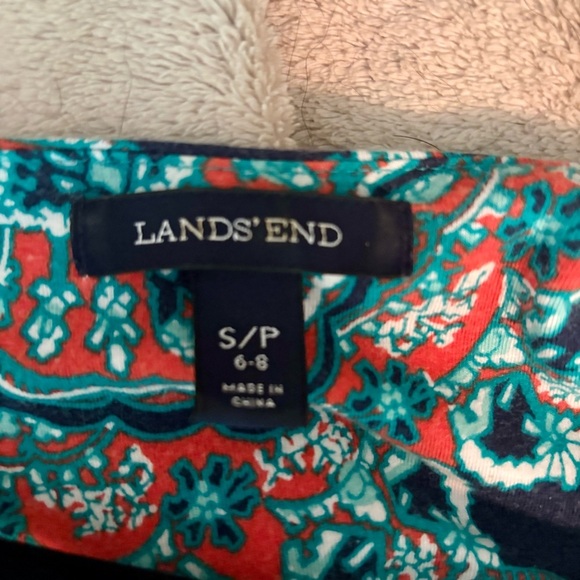 LANDS' END
S/P
6-8
MADE IN
CHINA